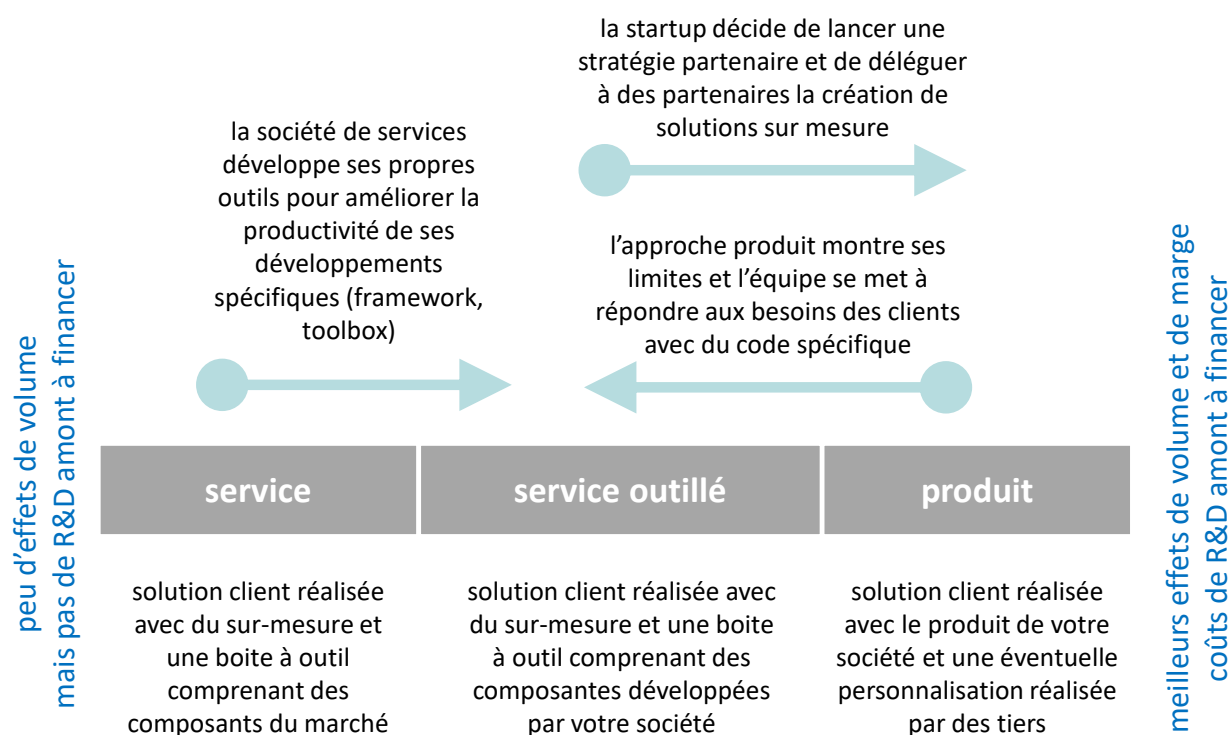 la startup décide de lancer une
stratégie partenaire et de déléguer
à des partenaires la création de
solutions sur mesure
la société de services
développe ses propres
outils pour améliorer la
productivité de ses
développements
spécifiques (framework,
toolbox)
l’approche produit montre ses
limites et l’équipe se met à
répondre aux besoins des clients
avec du code spécifique
peu d’effets de volume
mais pas de R&D amont à financer
meilleurs effets de volume et de marge
coûts de R&D amont à financer
service
service outillé
produit
solution client réalisée
avec du sur-mesure et
une boite à outil
comprenant des
composants du marché
solution client réalisée avec
du sur-mesure et une boite
à outil comprenant des
composantes développées
par votre société
solution client réalisée
avec le produit de votre
société et une éventuelle
personnalisation réalisée
par des tiers